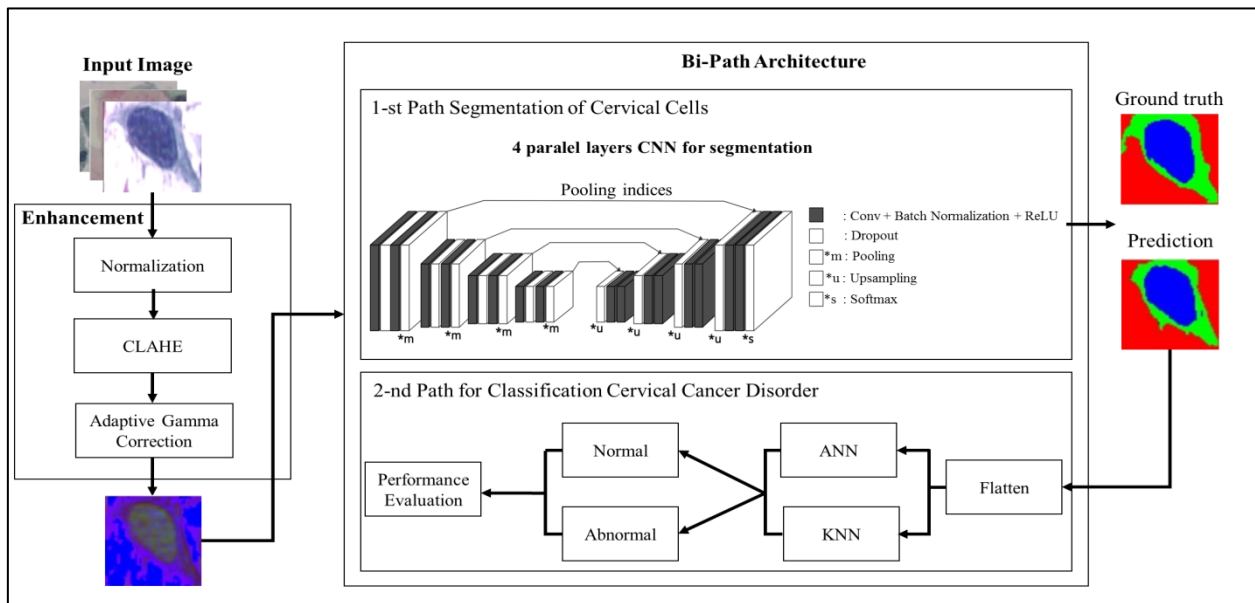 Input Image
Enhancement
Normalization
CLAHE
Adaptive Gamma
Correction
Bi-Path Architecture
1-st Path Segmentation of Cervical Cells
4 paralel layers CNN for segmentation
Pooling indices
*m
*m
*m
*m
*u
*u
*u
*u
*s
: Conv + Batch Normalization + ReLU
: Dropout
*m : Pooling
*u : Upsampling
*s : Softmax
Ground truth
Prediction
2-nd Path for Classification Cervical Cancer Disorder
Performance
Evaluation
Normal
Abnormal
ANN
KNN
Flatten